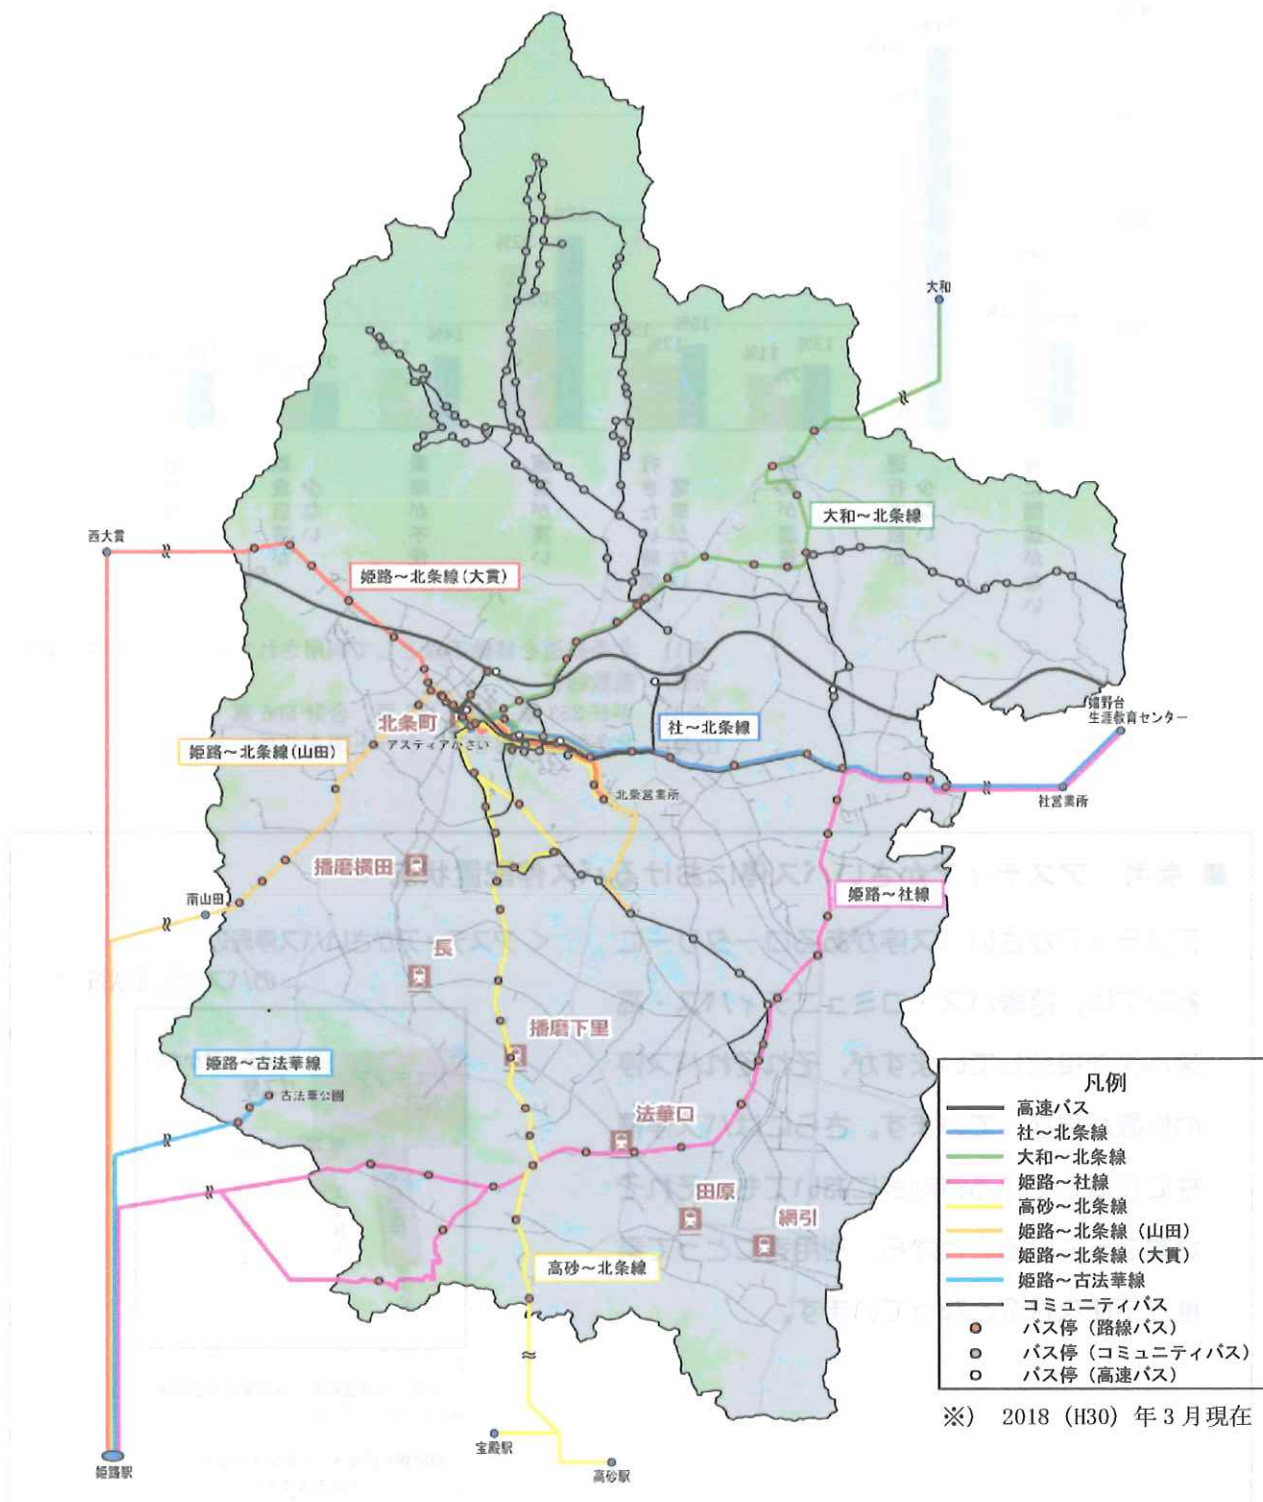 大和
大和～北条線
西大貫
姫路～北条線(大貫)
嬉野台
生涯教育センター
北条町
社～北条線
アスティアかさい
姫路～北条線(山田)
北条営業所
社営業所
播磨横田
姫路～社線
南山田
長
播磨下里
姫路～古法華線
古法華公園
法華口
田原
網引
高砂～北条線
宝殿駅
高砂駅
姫路駅
凡例
高速バス
社～北条線
大和～北条線
姫路～社線
高砂～北条線
姫路～北条線（山田）
姫路～北条線（大貫）
姫路～古法華線
コミュニティバス
バス停（路線バス）
バス停（コミュニティバス）
バス停（高速バス）
※） 2018（H30）年3月現在